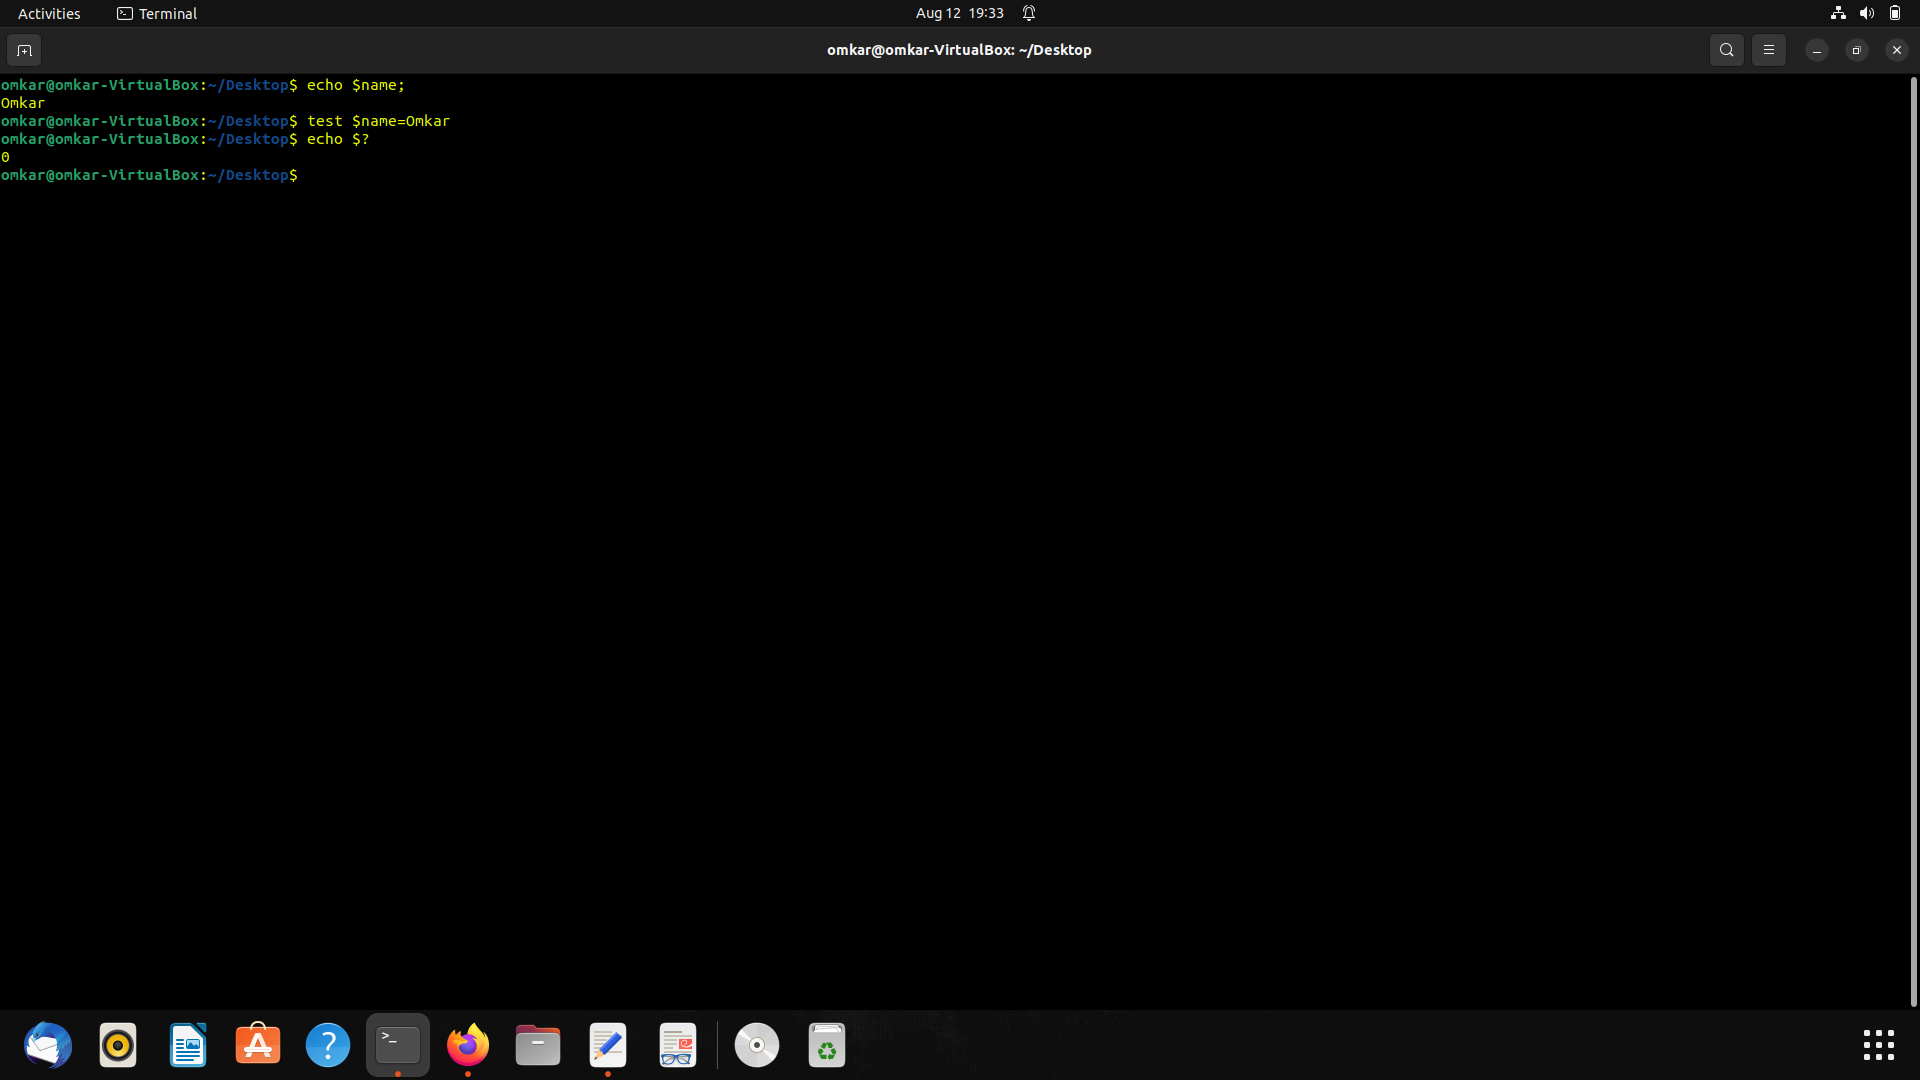 Activities Terminal Aug 12 19:33
omkar@omkar-VirtualBox: ~/Desktop
omkar@omkar-VirtualBox:~/Desktop$ echo $name;
Omkar
omkar@omkar-VirtualBox:~/Desktop$ test $name=Omkar
omkar@omkar-VirtualBox:~/Desktop$ echo $?
0
omkar@omkar-VirtualBox:~/Desktop$